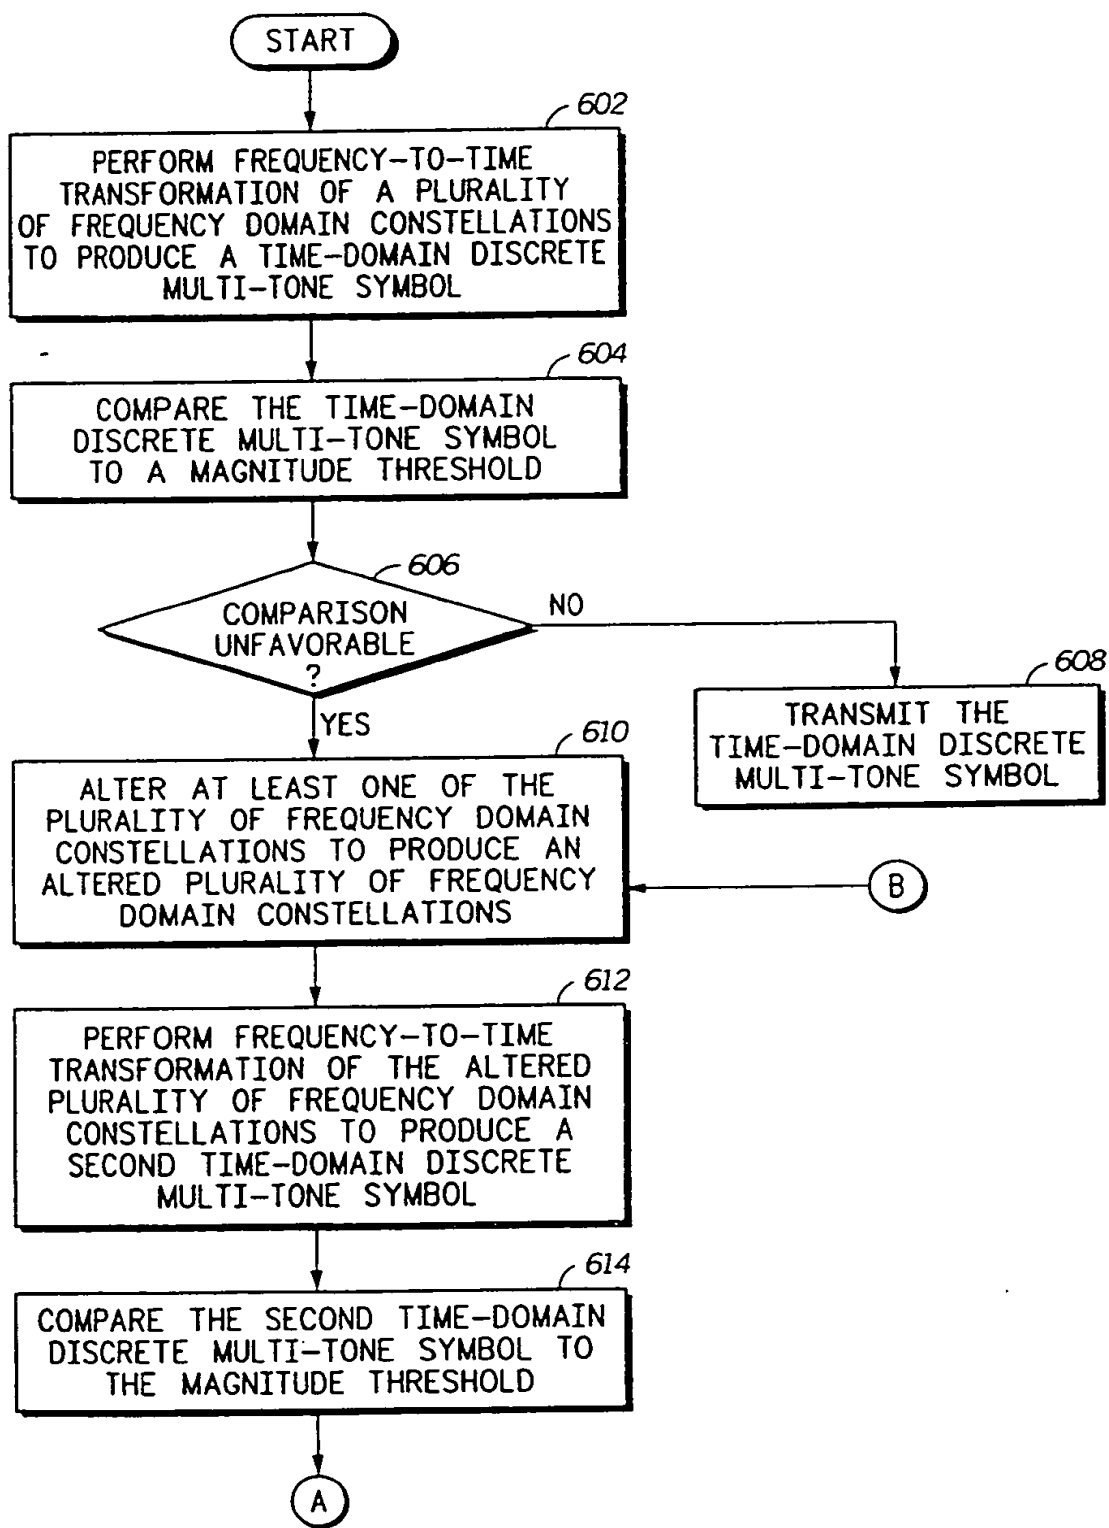 START
602
PERFORM FREQUENCY-TO-TIME
TRANSFORMATION OF A PLURALITY
OF FREQUENCY DOMAIN CONSTELLATIONS
TO PRODUCE A TIME-DOMAIN DISCRETE
MULTI-TONE SYMBOL
604
COMPARE THE TIME-DOMAIN
DISCRETE MULTI-TONE SYMBOL
TO A MAGNITUDE THRESHOLD
606
COMPARISON
UNFAVORABLE
?
NO
YES
608
TRANSMIT THE
TIME-DOMAIN DISCRETE
MULTI-TONE SYMBOL
610
ALTER AT LEAST ONE OF THE
PLURALITY OF FREQUENCY DOMAIN
CONSTELLATIONS TO PRODUCE AN
ALTERED PLURALITY OF FREQUENCY
DOMAIN CONSTELLATIONS
B
612
PERFORM FREQUENCY-TO-TIME
TRANSFORMATION OF THE ALTERED
PLURALITY OF FREQUENCY DOMAIN
CONSTELLATIONS TO PRODUCE A
SECOND TIME-DOMAIN DISCRETE
MULTI-TONE SYMBOL
614
COMPARE THE SECOND TIME-DOMAIN
DISCRETE MULTI-TONE SYMBOL TO
THE MAGNITUDE THRESHOLD
A